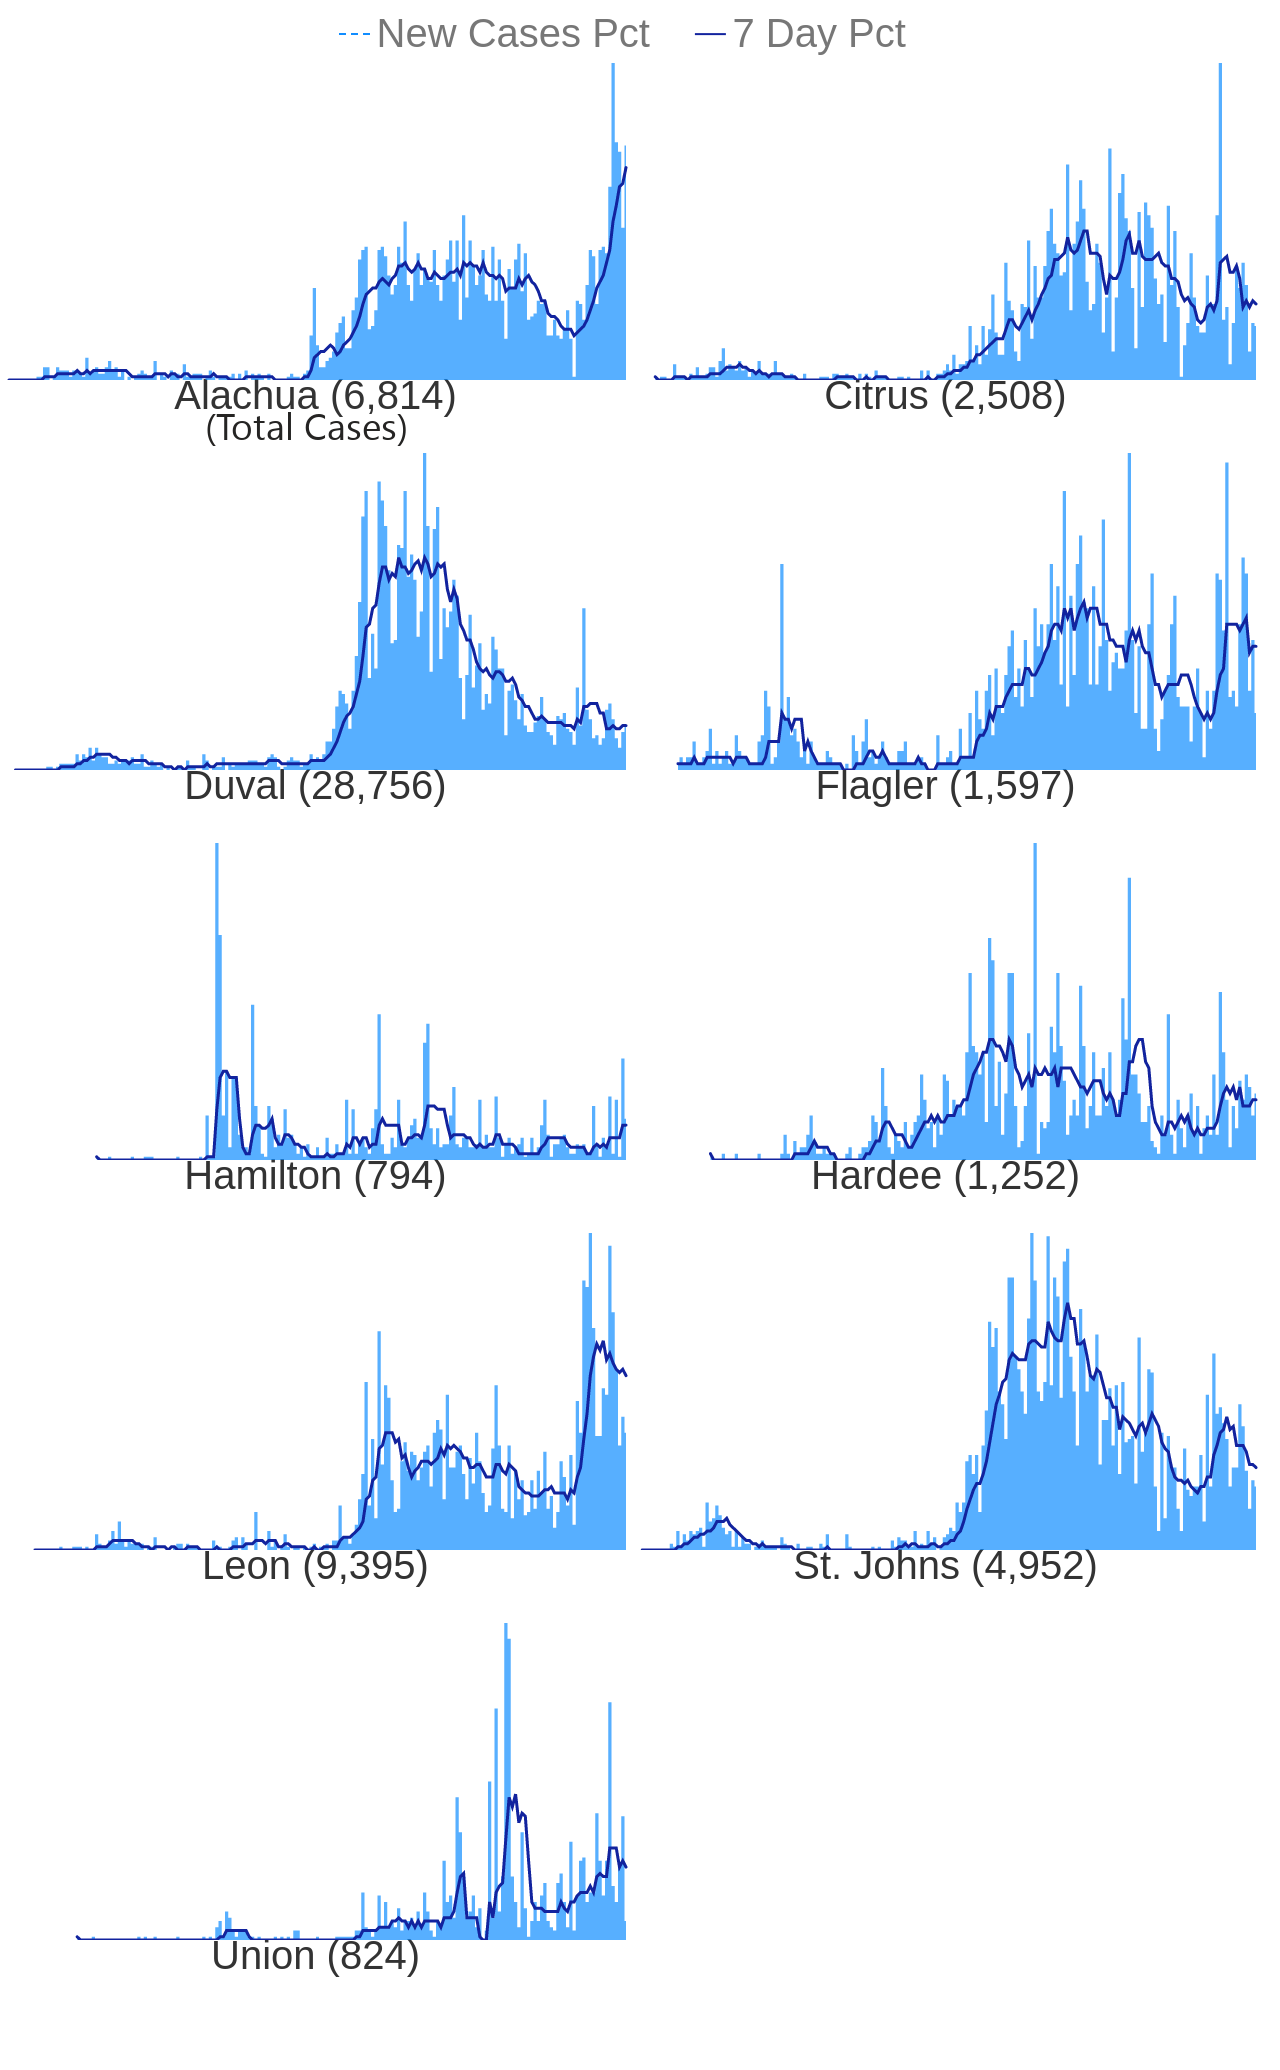 New Cases Pct 7 Day Pct
Alachua (6,814)
(Total Cases)
Citrus (2,508)
Duval (28,756)
Flagler (1,597)
Hamilton (794)
Hardee (1,252)
Leon (9,395)
St. Johns (4,952)
Union (824)